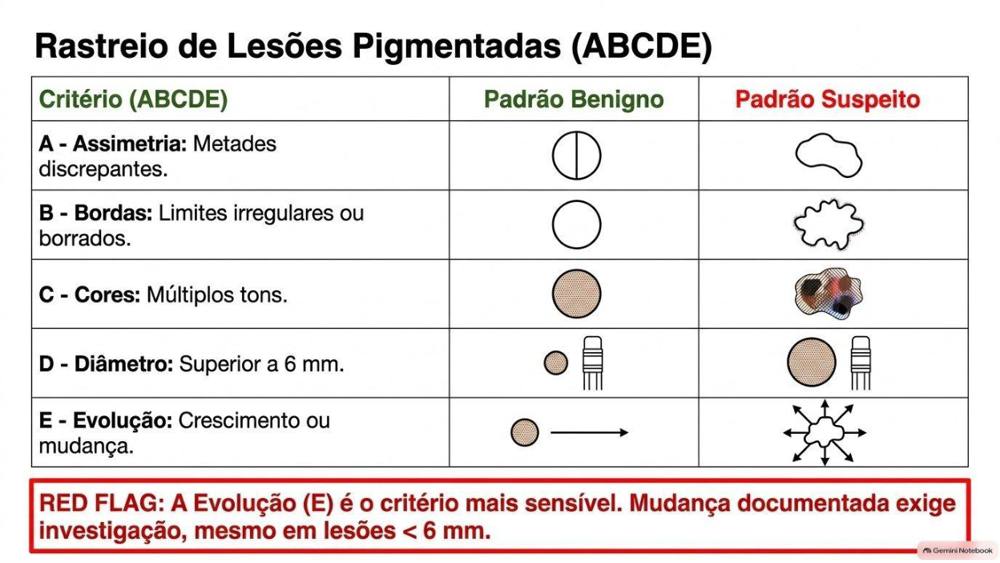 Rastreio de Lesões Pigmentadas (ABCDE)
Critério (ABCDE)
Padrão Benigno
Padrão Suspeito
A - Assimetria: Metades
discrepantes.
B - Bordas: Limites irregulares ou
borrados.
C - Cores: Múltiplos tons.
D - Diâmetro: Superior a 6 mm.
E - Evolução: Crescimento ou
mudança.
RED FLAG: A Evolução (E) é o critério mais sensível. Mudança documentada exige
investigação, mesmo em lesões < 6 mm.
Gemini Notebook